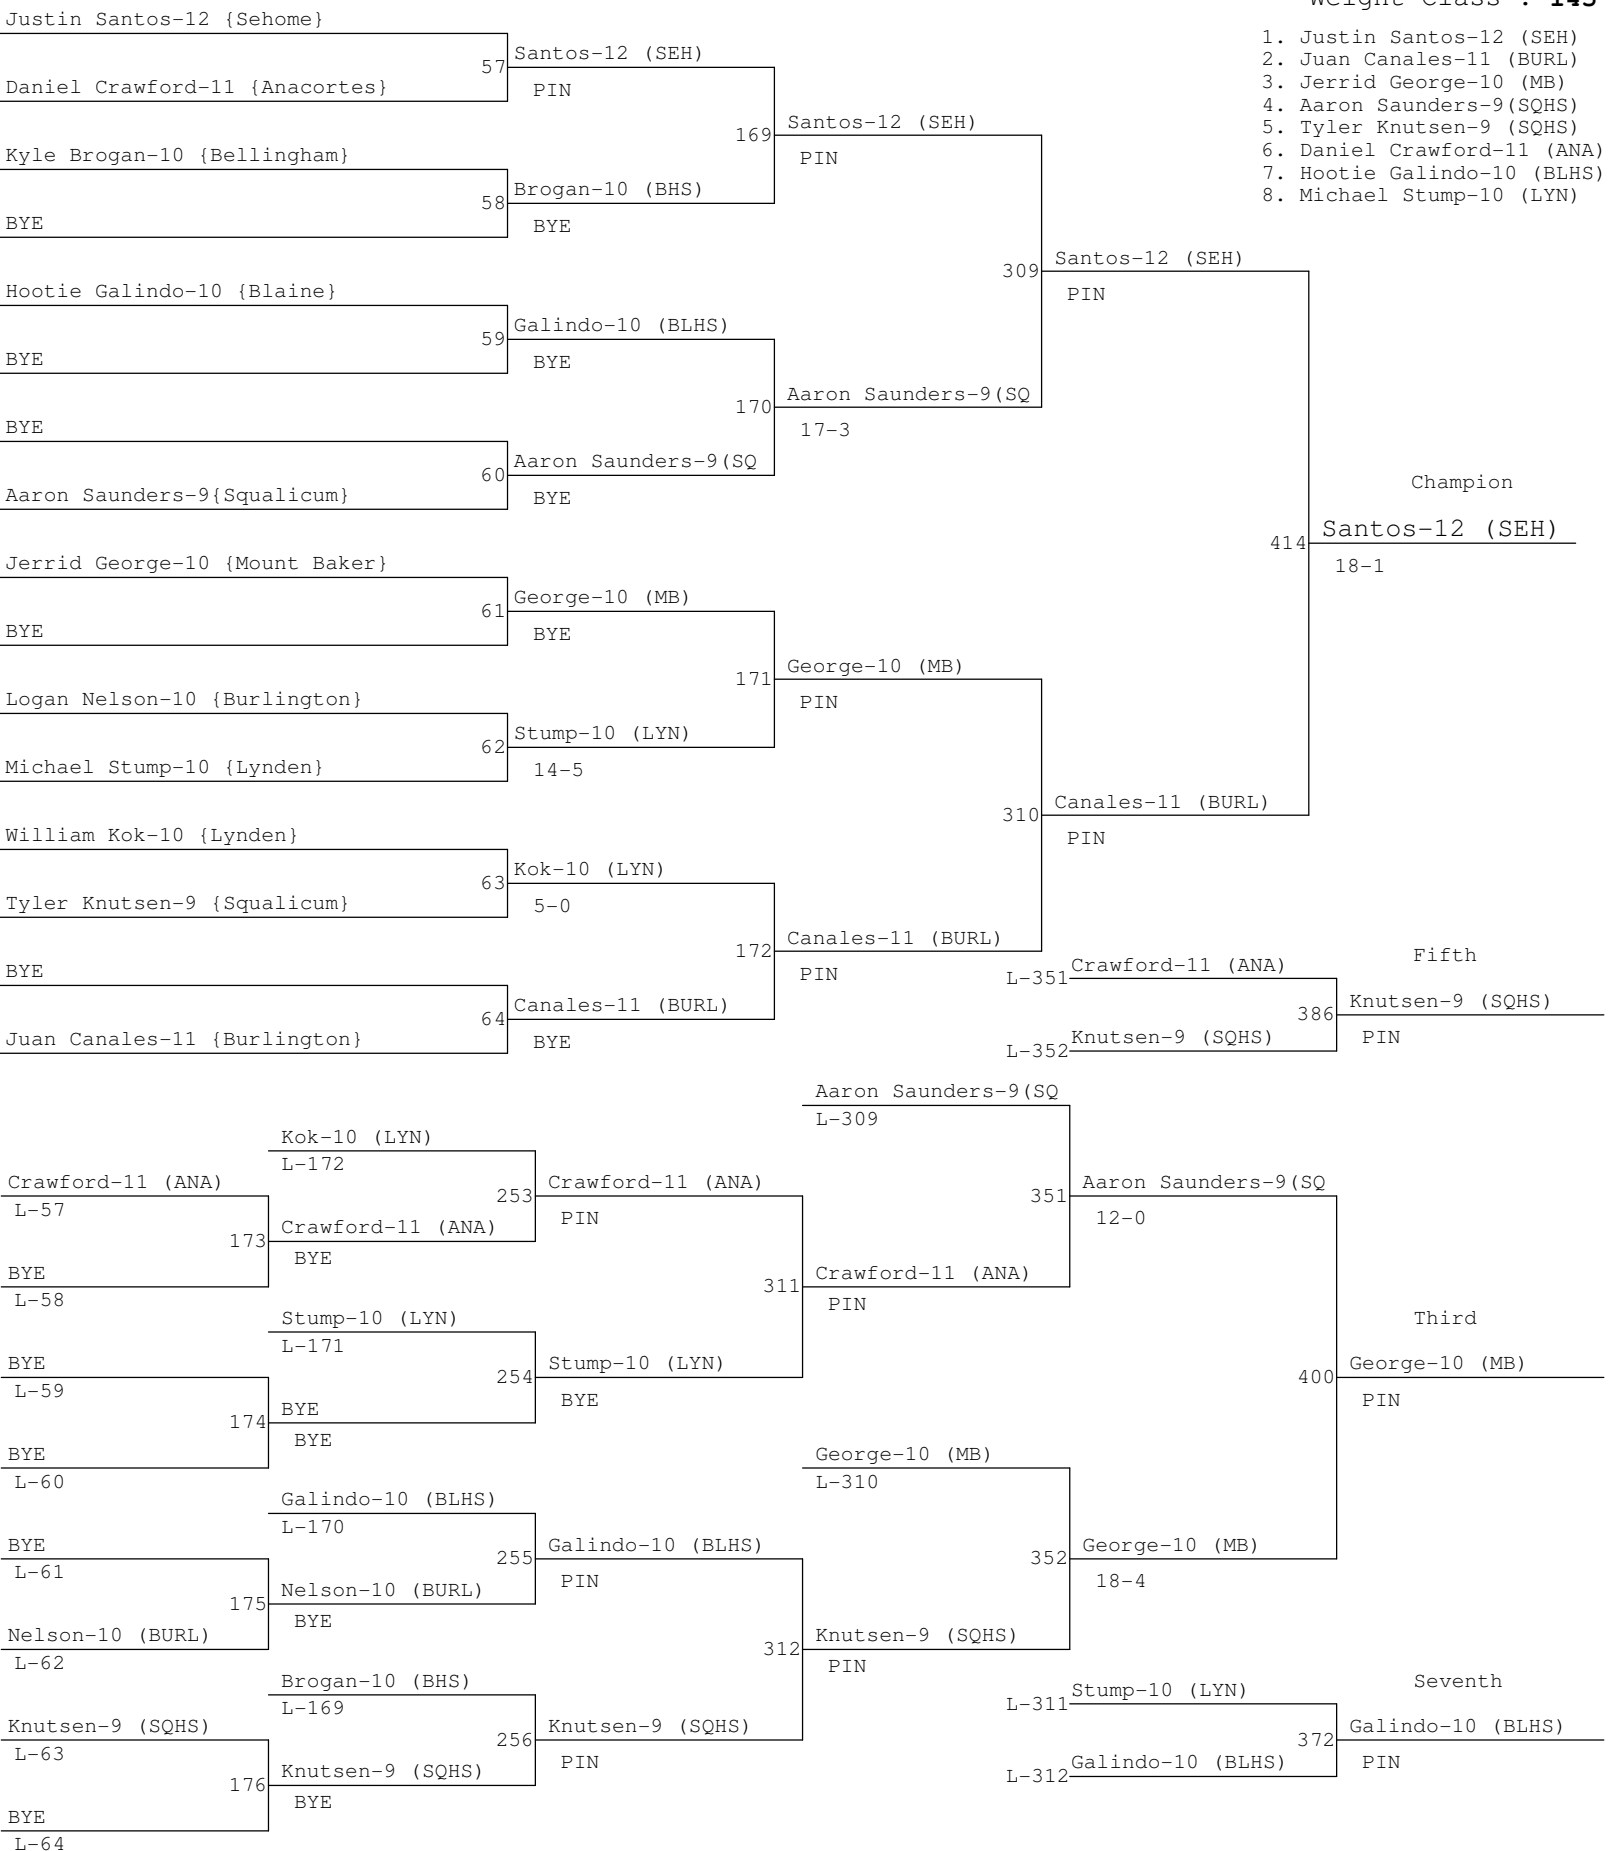 Weight Class : 145
1. Justin Santos-12 (SEH)
2. Juan Canales-11 (BURL)
3. Jerrid George-10 (MB)
4. Aaron Saunders-9(SQHS)
5. Tyler Knutsen-9 (SQHS)
6. Daniel Crawford-11 (ANA)
7. Hootie Galindo-10 (BLHS)
8. Michael Stump-10 (LYN)
Justin Santos-12 {Sehome}
Daniel Crawford-11 {Anacortes}
Kyle Brogan-10 {Bellingham}
BYE
Hootie Galindo-10 {Blaine}
BYE
BYE
Aaron Saunders-9{Squalicum}
Jerrid George-10 {Mount Baker}
BYE
Logan Nelson-10 {Burlington}
Michael Stump-10 {Lynden}
William Kok-10 {Lynden}
Tyler Knutsen-9 {Squalicum}
BYE
Juan Canales-11 {Burlington}
57 Santos-12 (SEH)
PIN
58 Brogan-10 (BHS)
BYE
59 Galindo-10 (BLHS)
BYE
60 Aaron Saunders-9(SQ
BYE
61 George-10 (MB)
BYE
62 Stump-10 (LYN)
14-5
63 Kok-10 (LYN)
5-0
64 Canales-11 (BURL)
BYE
169 Santos-12 (SEH)
PIN
170 Aaron Saunders-9(SQ
17-3
171 George-10 (MB)
PIN
172 Canales-11 (BURL)
PIN
309 Santos-12 (SEH)
PIN
310 Canales-11 (BURL)
PIN
Champion
414 Santos-12 (SEH)
18-1
Fifth
L-351 Crawford-11 (ANA)
L-352 Knutsen-9 (SQHS)
386 Knutsen-9 (SQHS)
PIN
Crawford-11 (ANA)
L-57
BYE
L-58
BYE
L-59
BYE
L-60
BYE
L-61
Nelson-10 (BURL)
L-62
Knutsen-9 (SQHS)
L-63
BYE
L-64
Kok-10 (LYN)
L-172
173 Crawford-11 (ANA)
BYE
Stump-10 (LYN)
L-171
174 BYE
BYE
Galindo-10 (BLHS)
L-170
175 Nelson-10 (BURL)
BYE
Brogan-10 (BHS)
L-169
176 Knutsen-9 (SQHS)
BYE
253 Crawford-11 (ANA)
PIN
254 Stump-10 (LYN)
BYE
255 Galindo-10 (BLHS)
PIN
256 Knutsen-9 (SQHS)
PIN
Aaron Saunders-9(SQ
L-309
311 Crawford-11 (ANA)
PIN
George-10 (MB)
L-310
312 Knutsen-9 (SQHS)
PIN
351 Aaron Saunders-9(SQ
12-0
352 George-10 (MB)
18-4
Third
400 George-10 (MB)
PIN
Seventh
L-311 Stump-10 (LYN)
L-312 Galindo-10 (BLHS)
372 Galindo-10 (BLHS)
PIN